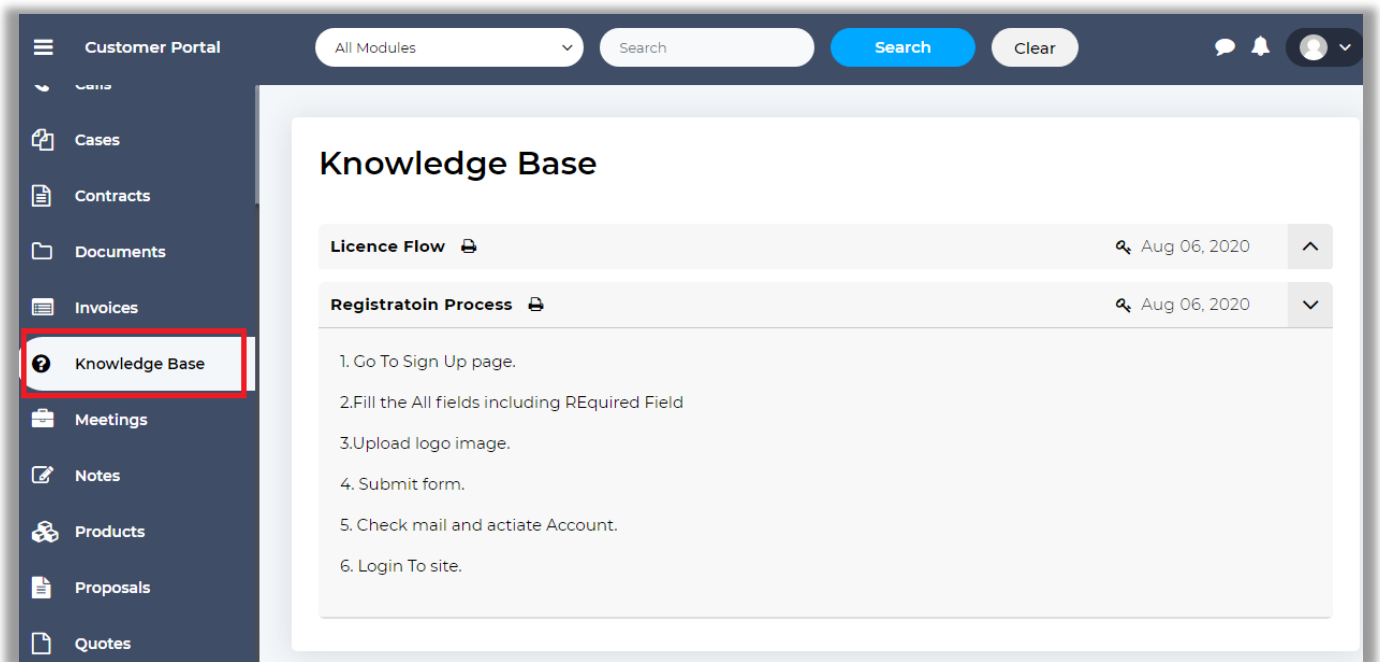 Customer Portal
All Modules
Search
Search
Clear
Calls
Cases
Contracts
Documents
Invoices
Knowledge Base
Meetings
Notes
Products
Proposals
Quotes
Knowledge Base
Licence Flow Aug 06, 2020
Registratoin Process Aug 06, 2020
1. Go To Sign Up page.
2.Fill the All fields including REquired Field
3.Upload logo image.
4. Submit form.
5. Check mail and actiate Account.
6. Login To site.